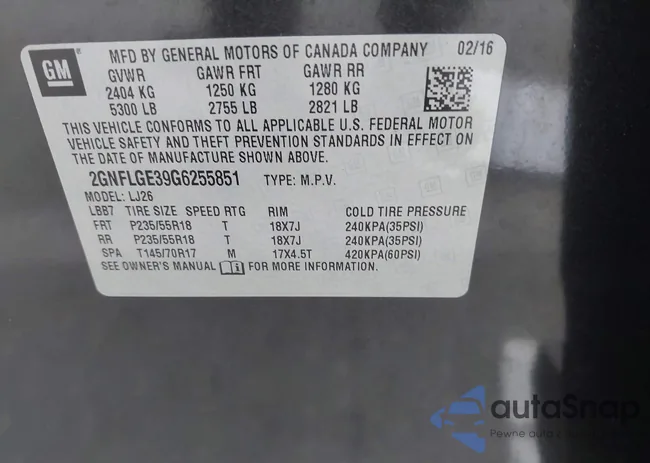 GM
MFD BY GENERAL MOTORS OF CANADA COMPANY 02/16
GVWR GAWR FRT GAWR RR
2404 KG 1250 KG 1280 KG
5300 LB 2755 LB 2821 LB
THIS VEHICLE CONFORMS TO ALL APPLICABLE U.S. FEDERAL MOTOR
VEHICLE SAFETY AND THEFT PREVENTION STANDARDS IN EFFECT ON
THE DATE OF MANUFACTURE SHOWN ABOVE.
2GNFLGE39G6255851 TYPE: M.P.V.
MODEL: LJ26
LBB7 TIRE SIZE SPEED RTG RIM COLD TIRE PRESSURE
FRT P235/55R18 T 18X7J 240KPA(35PSI)
RR P235/55R18 T 18X7J 240KPA(35PSI)
SPA T145/70R17 M 17X4.5T 420KPA(60PSI)
SEE OWNER'S MANUAL FOR MORE INFORMATION.
autaSnap
Pewne auta z